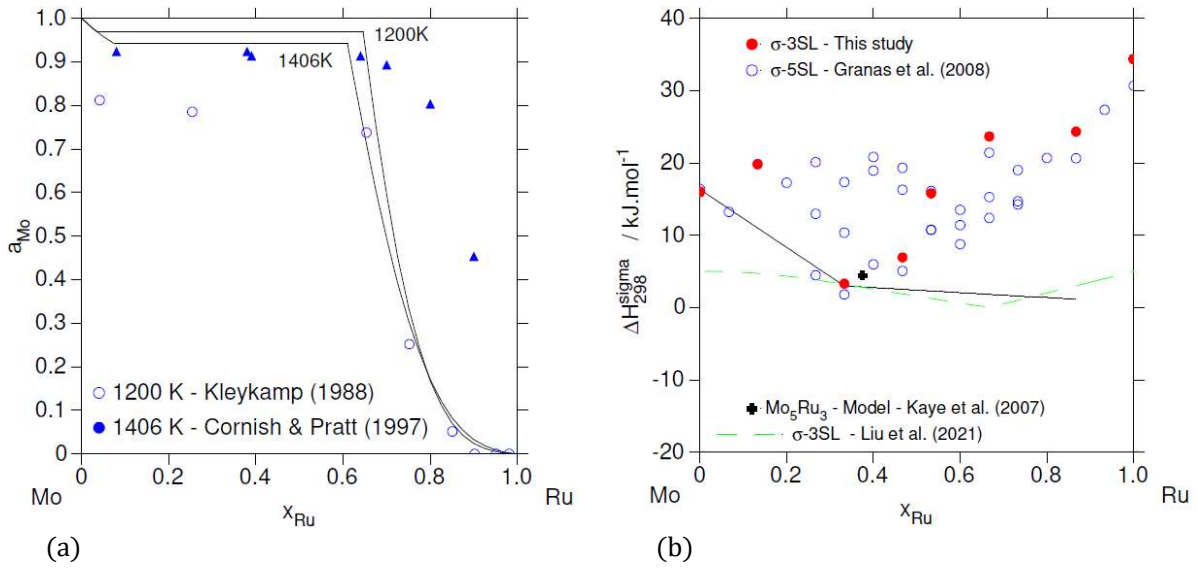 1.0
0.9
0.8
0.7
0.6
0.5
0.4
0.3
0.2
0.1
0
a_Mo
1200K
1406K
1200 K - Kleykamp (1988)
1406 K - Cornish & Pratt (1997)
0 0.2 0.4 0.6 0.8 1.0
Mo Ru
x_Ru
(a)
40
30
20
10
0
-10
-20
ΔH_298^sigma / kJ.mol⁻¹
σ-3SL - This study
σ-5SL - Granas et al. (2008)
Mo₅Ru₃ - Model - Kaye et al. (2007)
σ-3SL - Liu et al. (2021)
0 0.2 0.4 0.6 0.8 1.0
Mo Ru
x_Ru
(b)